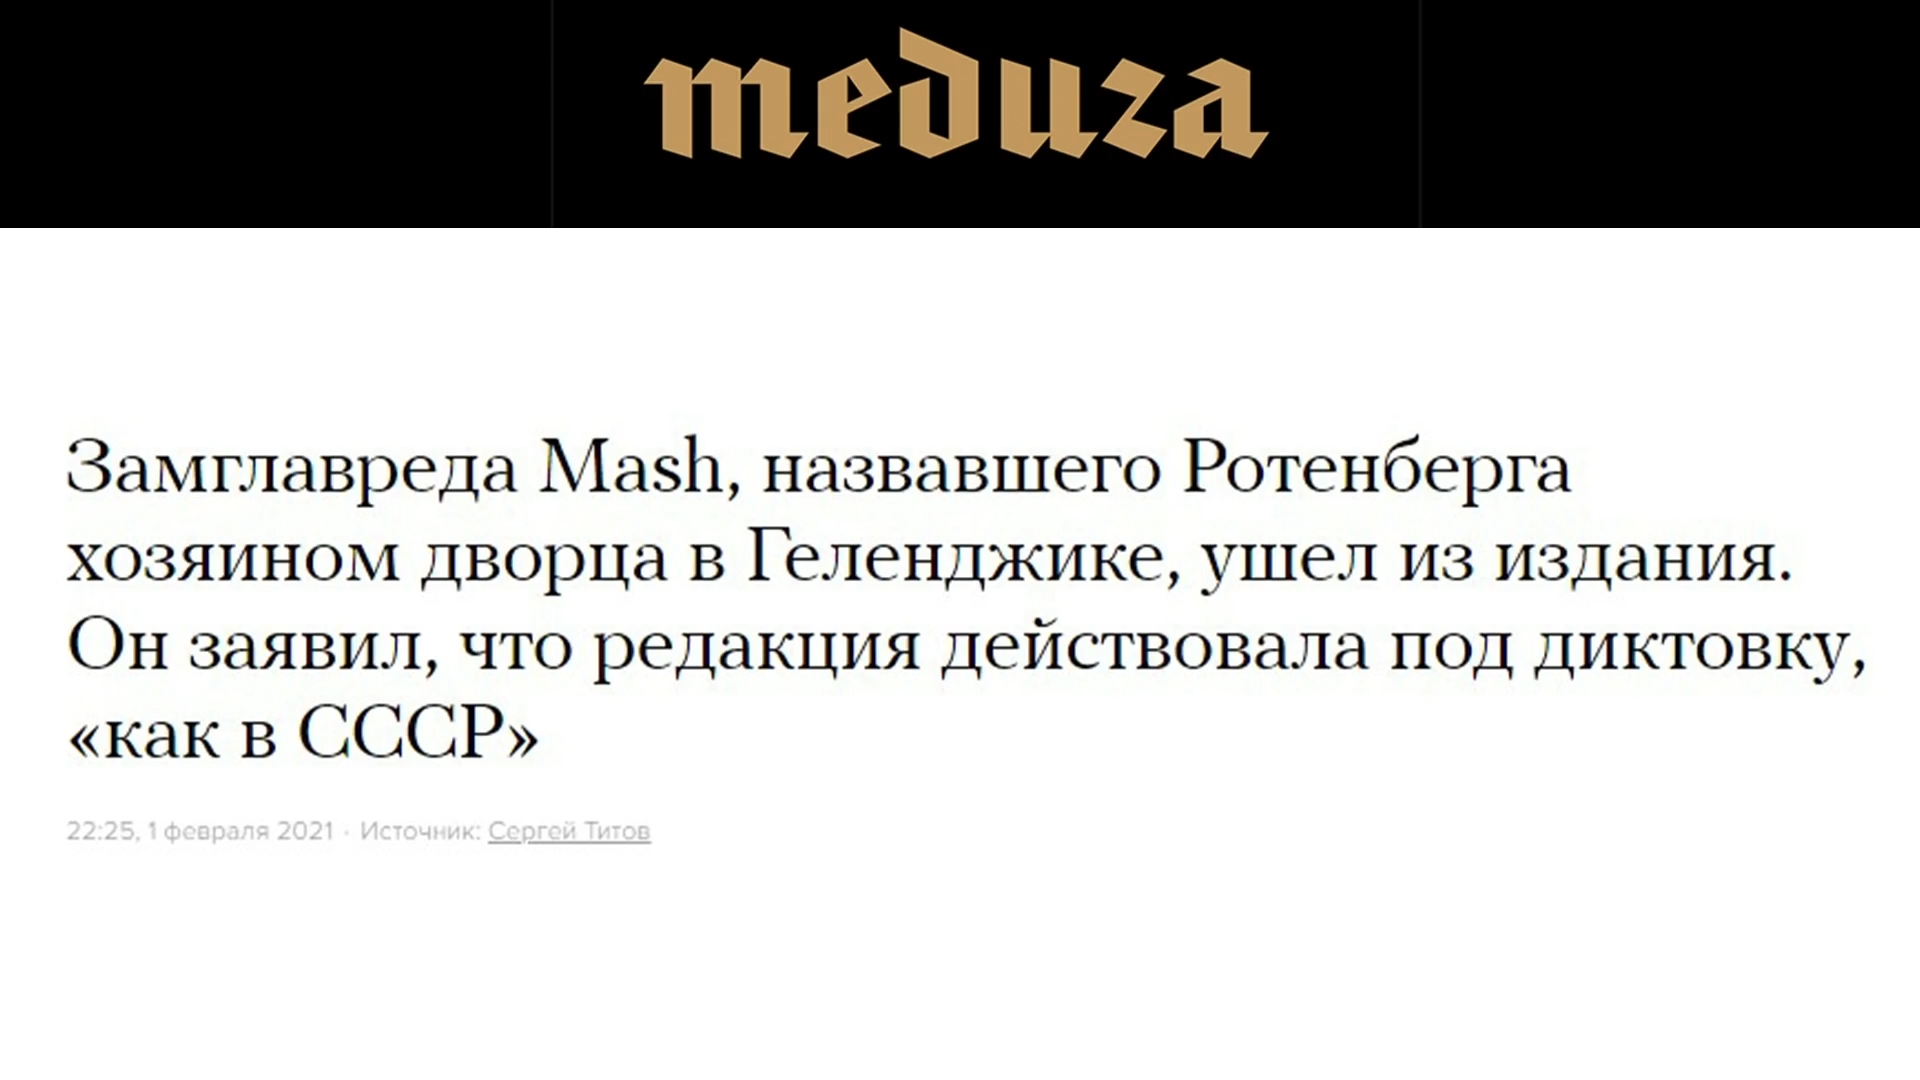 meduza
Замглавреда Mash, назвавшего Ротенберга
хозяином дворца в Геленджике, ушел из издания.
Он заявил, что редакция действовала под диктовку,
«как в СССР»
22:25, 1 февраля 2021 · Источник: Сергей Титов